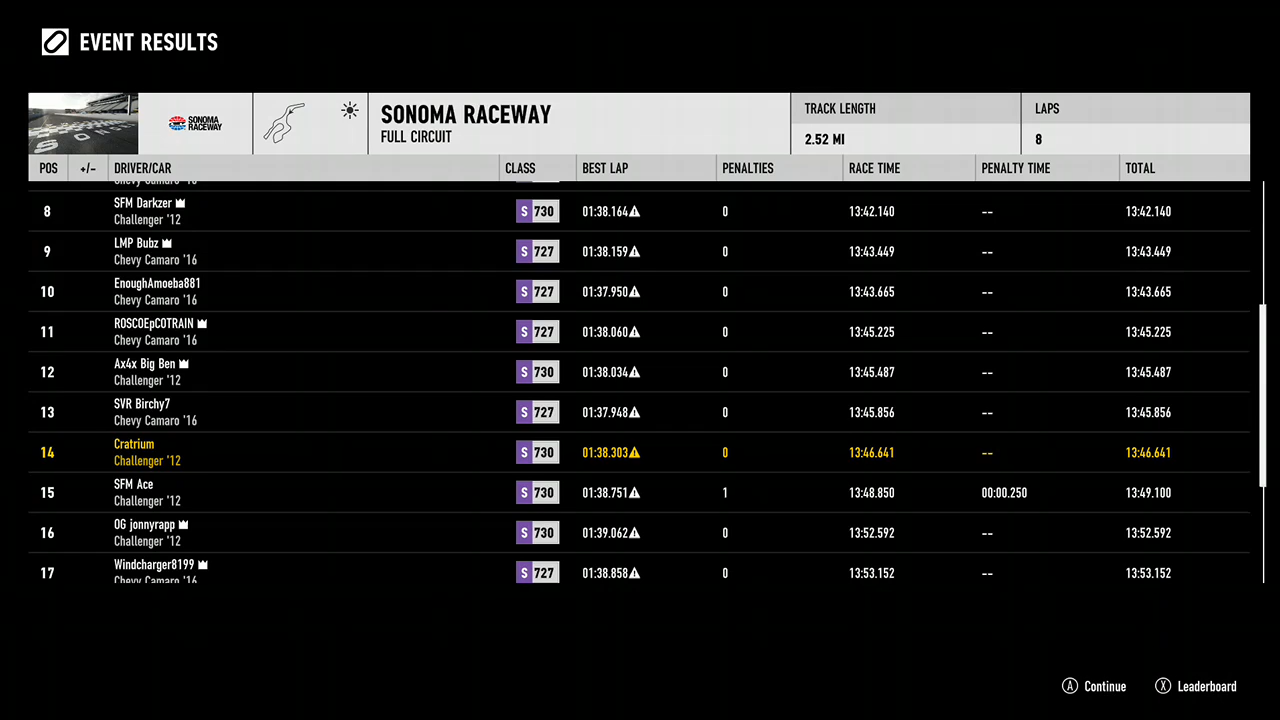 EVENT RESULTS
SONOMA RACEWAY
SONOMA RACEWAY
FULL CIRCUIT
TRACK LENGTH
2.52 MI
LAPS
8
POS +/- DRIVER/CAR CLASS BEST LAP PENALTIES RACE TIME PENALTY TIME TOTAL
Chevy Camaro '16
8 SFM Darkzer S 730 01:38.164 0 13:42.140 -- 13:42.140
Challenger '12
9 LMP Bubz S 727 01:38.159 0 13:43.449 -- 13:43.449
Chevy Camaro '16
10 EnoughAmoeba881 S 727 01:37.950 0 13:43.665 -- 13:43.665
Chevy Camaro '16
11 ROSCOEpCOTRAIN S 727 01:38.060 0 13:45.225 -- 13:45.225
Chevy Camaro '16
12 Ax4x Big Ben S 730 01:38.034 0 13:45.487 -- 13:45.487
Challenger '12
13 SVR Birchy7 S 727 01:37.948 0 13:45.856 -- 13:45.856
Chevy Camaro '16
14 Cratrium S 730 01:38.303 0 13:46.641 -- 13:46.641
Challenger '12
15 SFM Ace S 730 01:38.751 1 13:48.850 00:00.250 13:49.100
Challenger '12
16 OG jonnyrapp S 730 01:39.062 0 13:52.592 -- 13:52.592
Challenger '12
17 Windcharger8199 S 727 01:38.858 0 13:53.152 -- 13:53.152
Chevy Camaro '16
A Continue X Leaderboard